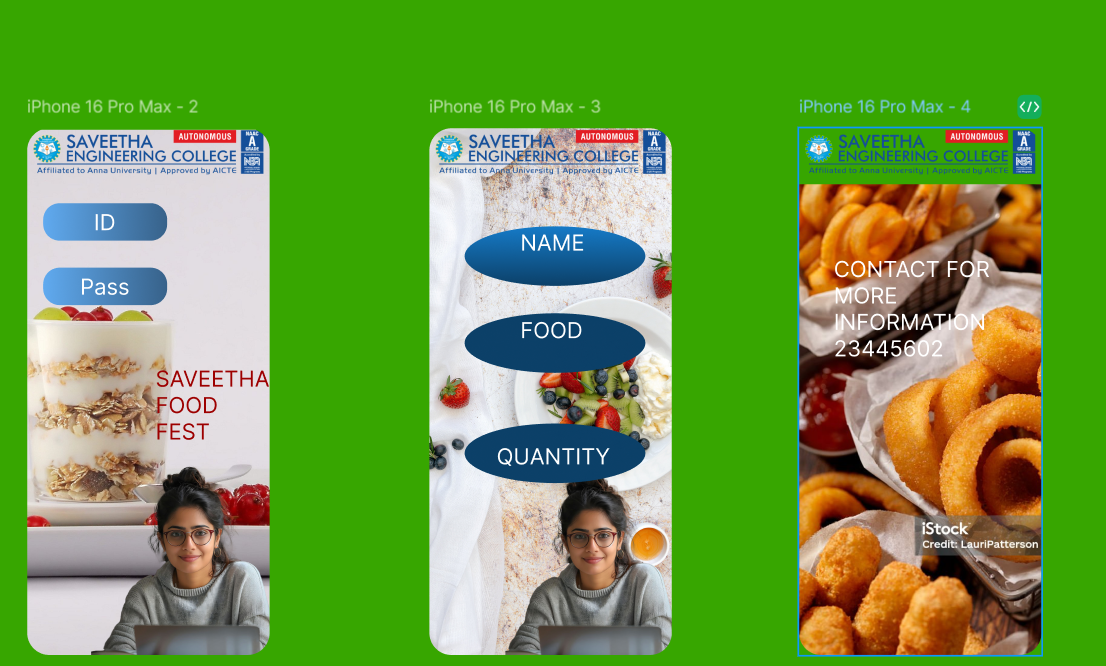 iPhone 16 Pro Max - 2
SAVEETHA
AUTONOMOUS
ENGINEERING COLLEGE
Affiliated to Anna University | Approved by AICTE
NAAC
A
GRADE
ID
Pass
SAVEETHA
FOOD
FEST
iPhone 16 Pro Max - 3
SAVEETHA
AUTONOMOUS
ENGINEERING COLLEGE
Affiliated to Anna University | Approved by AICTE
NAAC
A
GRADE
NAME
FOOD
QUANTITY
iPhone 16 Pro Max - 4
</>
SAVEETHA
AUTONOMOUS
ENGINEERING COLLEGE
Affiliated to Anna University | Approved by AICTE
NAAC
A
GRADE
CONTACT FOR
MORE
INFORMATION
23445602
iStock
Credit: LauriPatterson